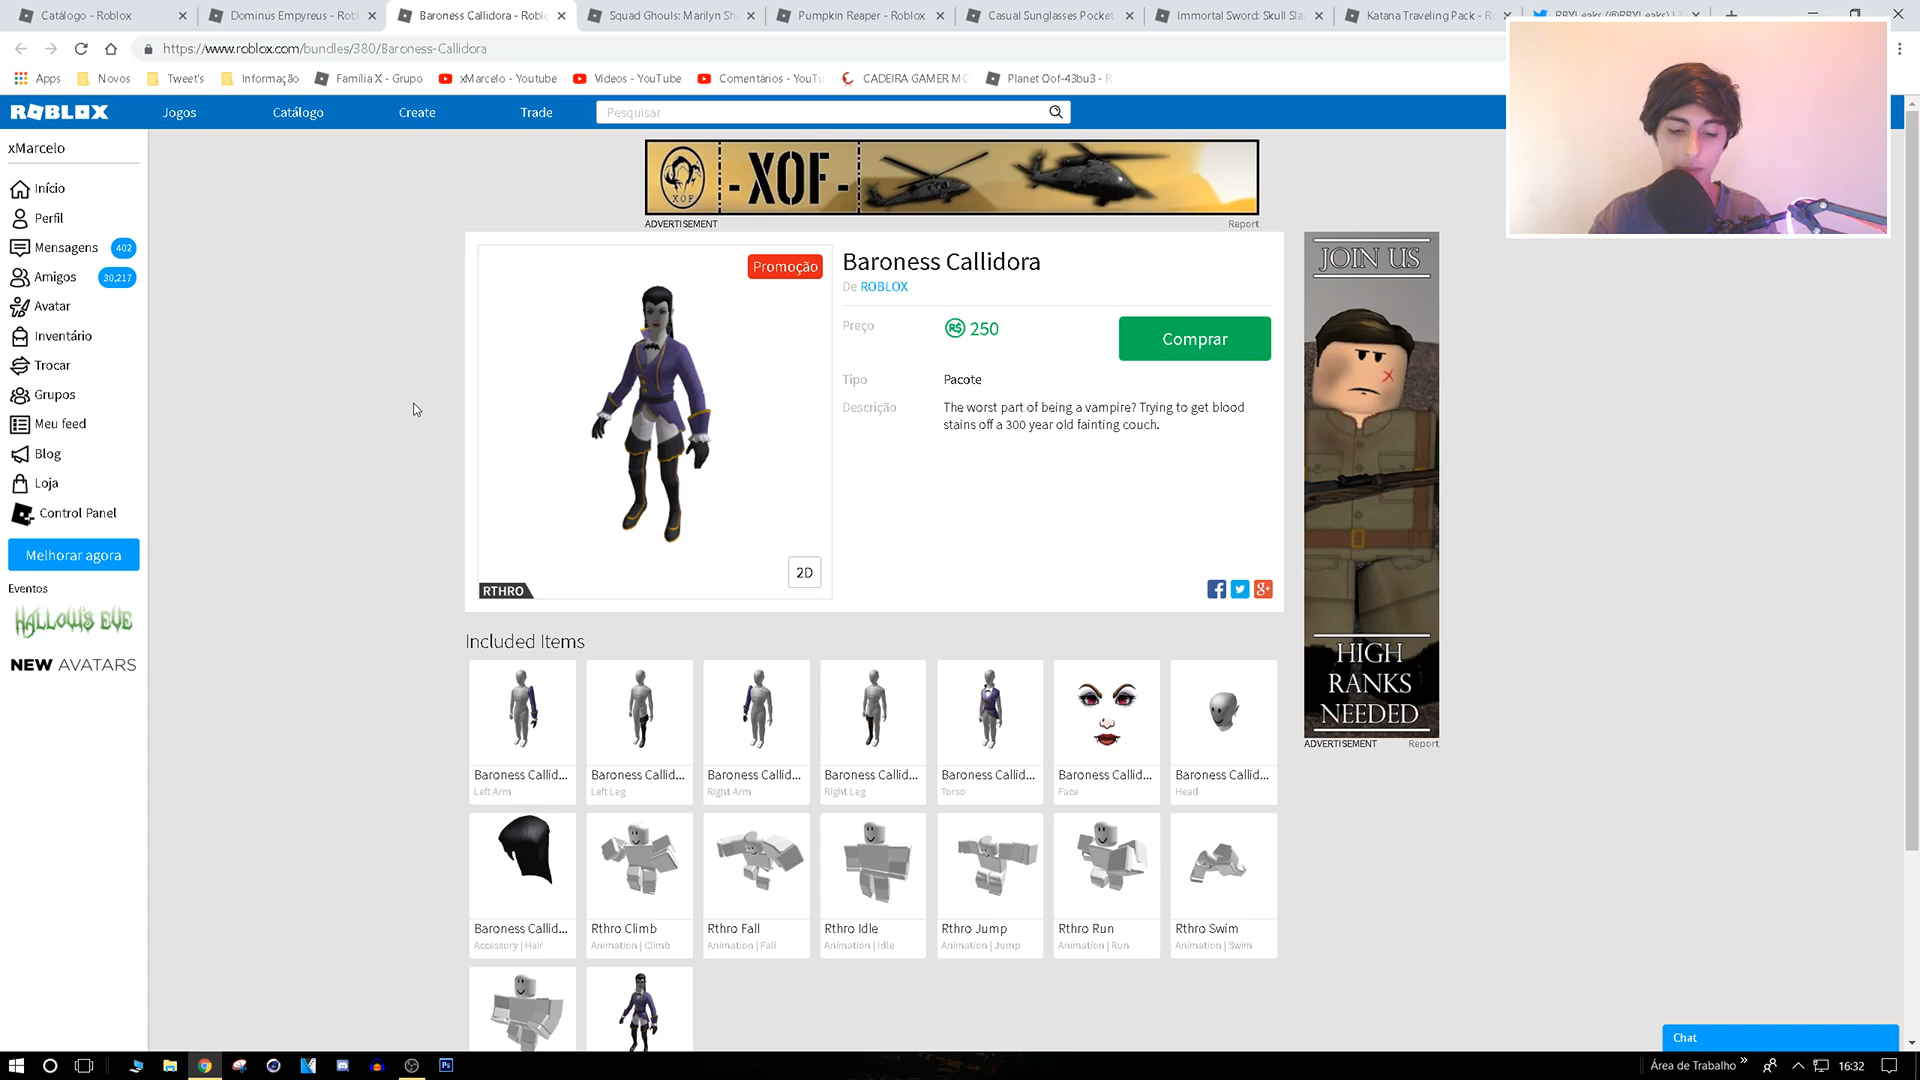 Catálogo - Roblox
Dominus Empyreus - Robl
Baroness Callidora - Roblo
Squad Ghouls: Marilyn Sh
Pumpkin Reaper - Roblox
Casual Sunglasses Pocket
Immortal Sword: Skull Sla
Katana Traveling Pack - R
RBYLeaks (@RBYLeaks) | T
https://www.roblox.com/bundles/380/Baroness-Callidora
Apps
Novos
Tweet's
Informação
Família X - Grupo
xMarcelo - Youtube
Vídeos - YouTube
Comentários - YouTu
CADEIRA GAMER MO
Planet Oof-43bu3 - R
ROBLOX
Jogos
Catálogo
Create
Trade
Pesquisar
xMarcelo
Início
Perfil
Mensagens 402
Amigos 30,217
Avatar
Inventário
Trocar
Grupos
Meu feed
Blog
Loja
Control Panel
Melhorar agora
Eventos
HALLOW'S EVE
NEW AVATARS
XOF
-XOF-
ADVERTISEMENT
Report
Promoção
2D
RTHRO
Baroness Callidora
De ROBLOX
Preço
R$ 250
Comprar
Tipo
Pacote
Descrição
The worst part of being a vampire? Trying to get blood
stains off a 300 year old fainting couch.
JOIN US
HIGH
RANKS
NEEDED
ADVERTISEMENT
Report
Included Items
Baroness Callid...
Left Arm
Baroness Callid...
Left Leg
Baroness Callid...
Right Arm
Baroness Callid...
Right Leg
Baroness Callid...
Torso
Baroness Callid...
Face
Baroness Callid...
Head
Baroness Callid...
Accessory | Hair
Rthro Climb
Animation | Climb
Rthro Fall
Animation | Fall
Rthro Idle
Animation | Idle
Rthro Jump
Animation | Jump
Rthro Run
Animation | Run
Rthro Swim
Animation | Swim
Chat
Ps
Área de Trabalho
16:32